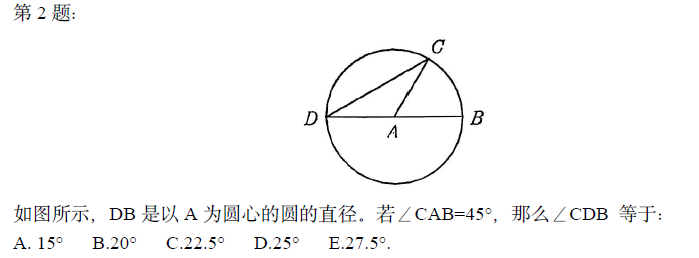 第 2 题:
C
D
A
B
如图所示，DB 是以 A 为圆心的圆的直径。若∠CAB=45°，那么∠CDB 等于:
A. 15° B.20° C.22.5° D.25° E.27.5°.